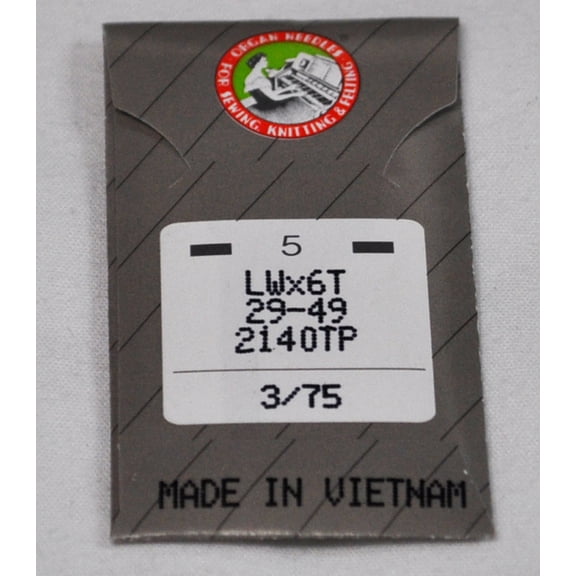 ORGAN NEEDLES
FOR SEWING, KNITTING & FELTING
5
LWx6T
29-49
2140TP
3/75
MADE IN VIETNAM